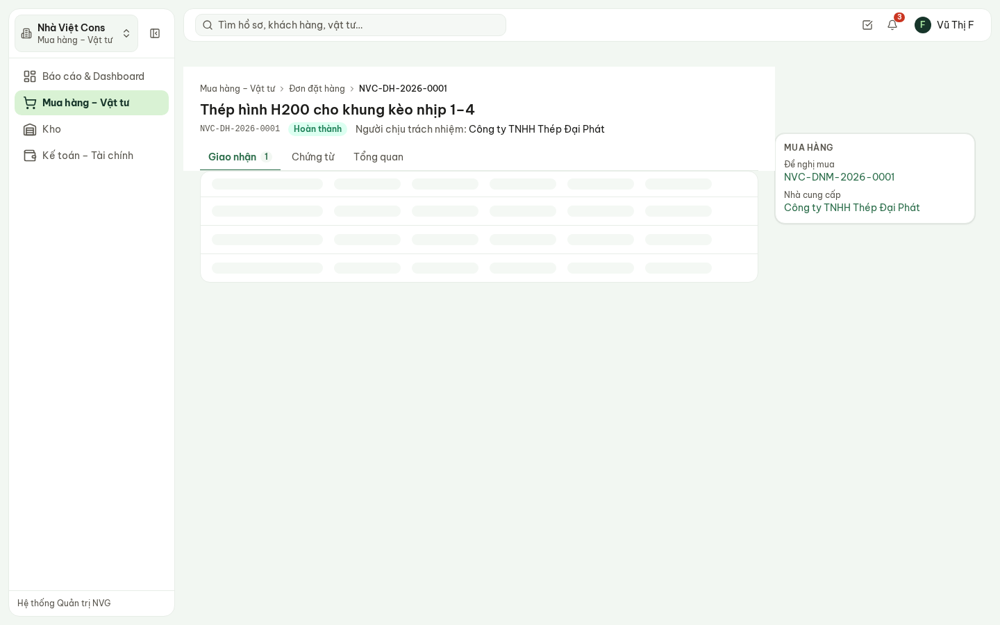 Nhà Việt Cons
Mua hàng – Vật tư
Báo cáo & Dashboard
Mua hàng – Vật tư
Kho
Kế toán – Tài chính
Hệ thống Quản trị NVG
Tìm hồ sơ, khách hàng, vật tư...
3
F
Vũ Thị F
Mua hàng – Vật tư > Đơn đặt hàng > NVC-DH-2026-0001
Thép hình H200 cho khung kèo nhịp 1–4
NVC-DH-2026-0001 Hoàn thành Người chịu trách nhiệm: Công ty TNHH Thép Đại Phát
Giao nhận 1 Chứng từ Tổng quan
MUA HÀNG
Đề nghị mua
NVC-DNM-2026-0001
Nhà cung cấp
Công ty TNHH Thép Đại Phát